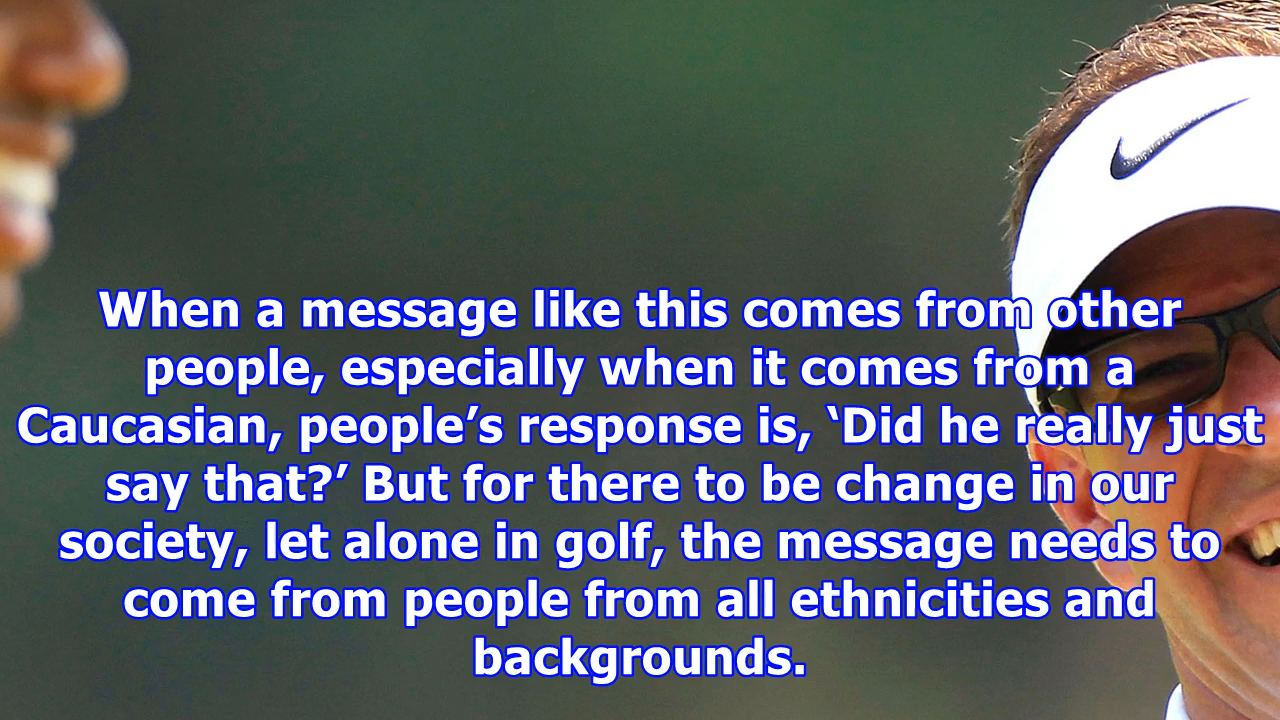 When a message like this comes from other
people, especially when it comes from a
Caucasian, people’s response is, ‘Did he really just
say that?’ But for there to be change in our
society, let alone in golf, the message needs to
come from people from all ethnicities and
backgrounds.